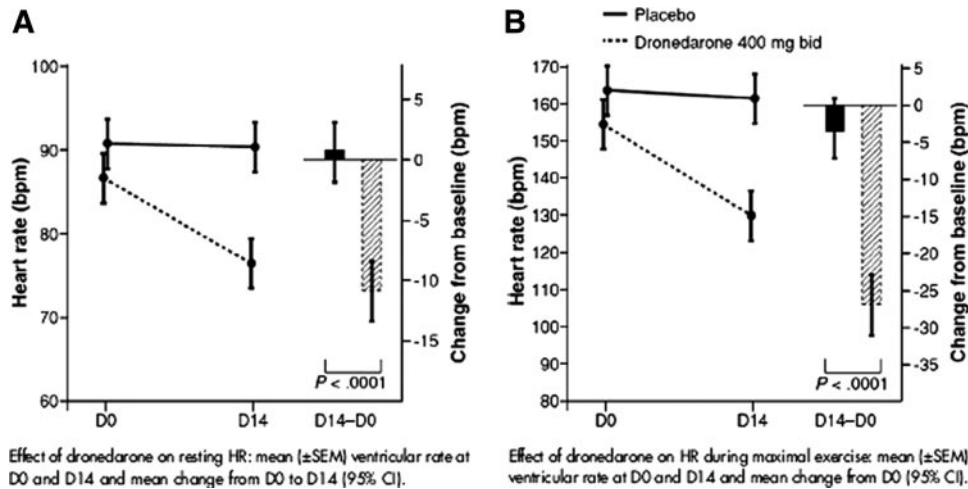 A
100
90
80
70
60
Heart rate (bpm)
5
0
-5
-10
-15
Change from baseline (bpm)
P < .0001
D0
D14
D14–D0
Effect of dronedarone on resting HR: mean (±SEM) ventricular rate at
D0 and D14 and mean change from D0 to D14 (95% CI).
B
Placebo
Dronedarone 400 mg bid
170
160
150
140
130
120
110
100
90
80
Heart rate (bpm)
5
0
-5
-10
-15
-20
-25
-30
-35
Change from baseline (bpm)
P < .0001
D0
D14
D14–D0
Effect of dronedarone on HR during maximal exercise: mean (±SEM)
ventricular rate at D0 and D14 and mean change from D0 (95% CI).